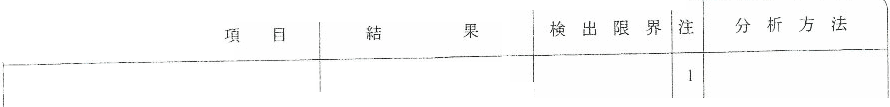 項 目 結 果 検 出 限 界 注 分 析 方 法
1